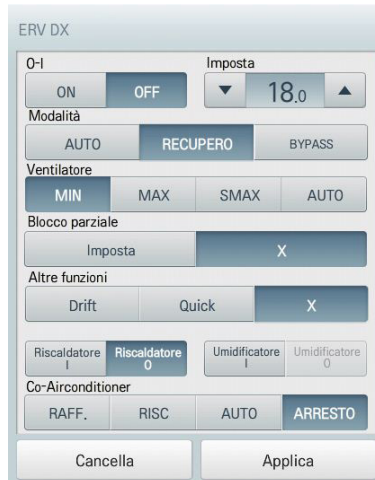 ERV DX
O-I
Imposta
ON OFF
18.0
Modalità
AUTO RECUPERO BYPASS
Ventilatore
MIN MAX SMAX AUTO
Blocco parziale
Imposta X
Altre funzioni
Drift Quick X
Riscaldatore I Riscaldatore O Umidificatore I Umidificatore O
Co-Airconditioner
RAFF. RISC AUTO ARRESTO
Cancella Applica